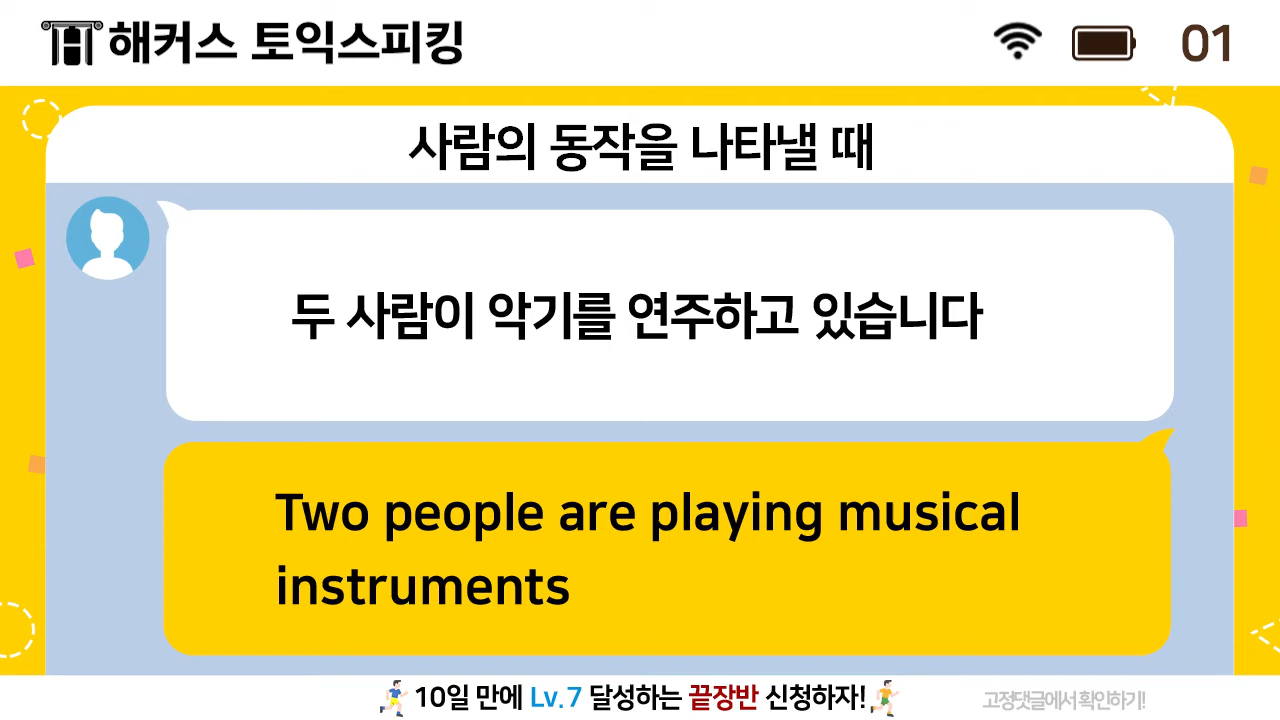 해커스 토익스피킹
01
사람의 동작을 나타낼 때
두 사람이 악기를 연주하고 있습니다
Two people are playing musical
instruments
10일 만에 Lv.7 달성하는 끝장반 신청하자!
고정댓글에서 확인하기!